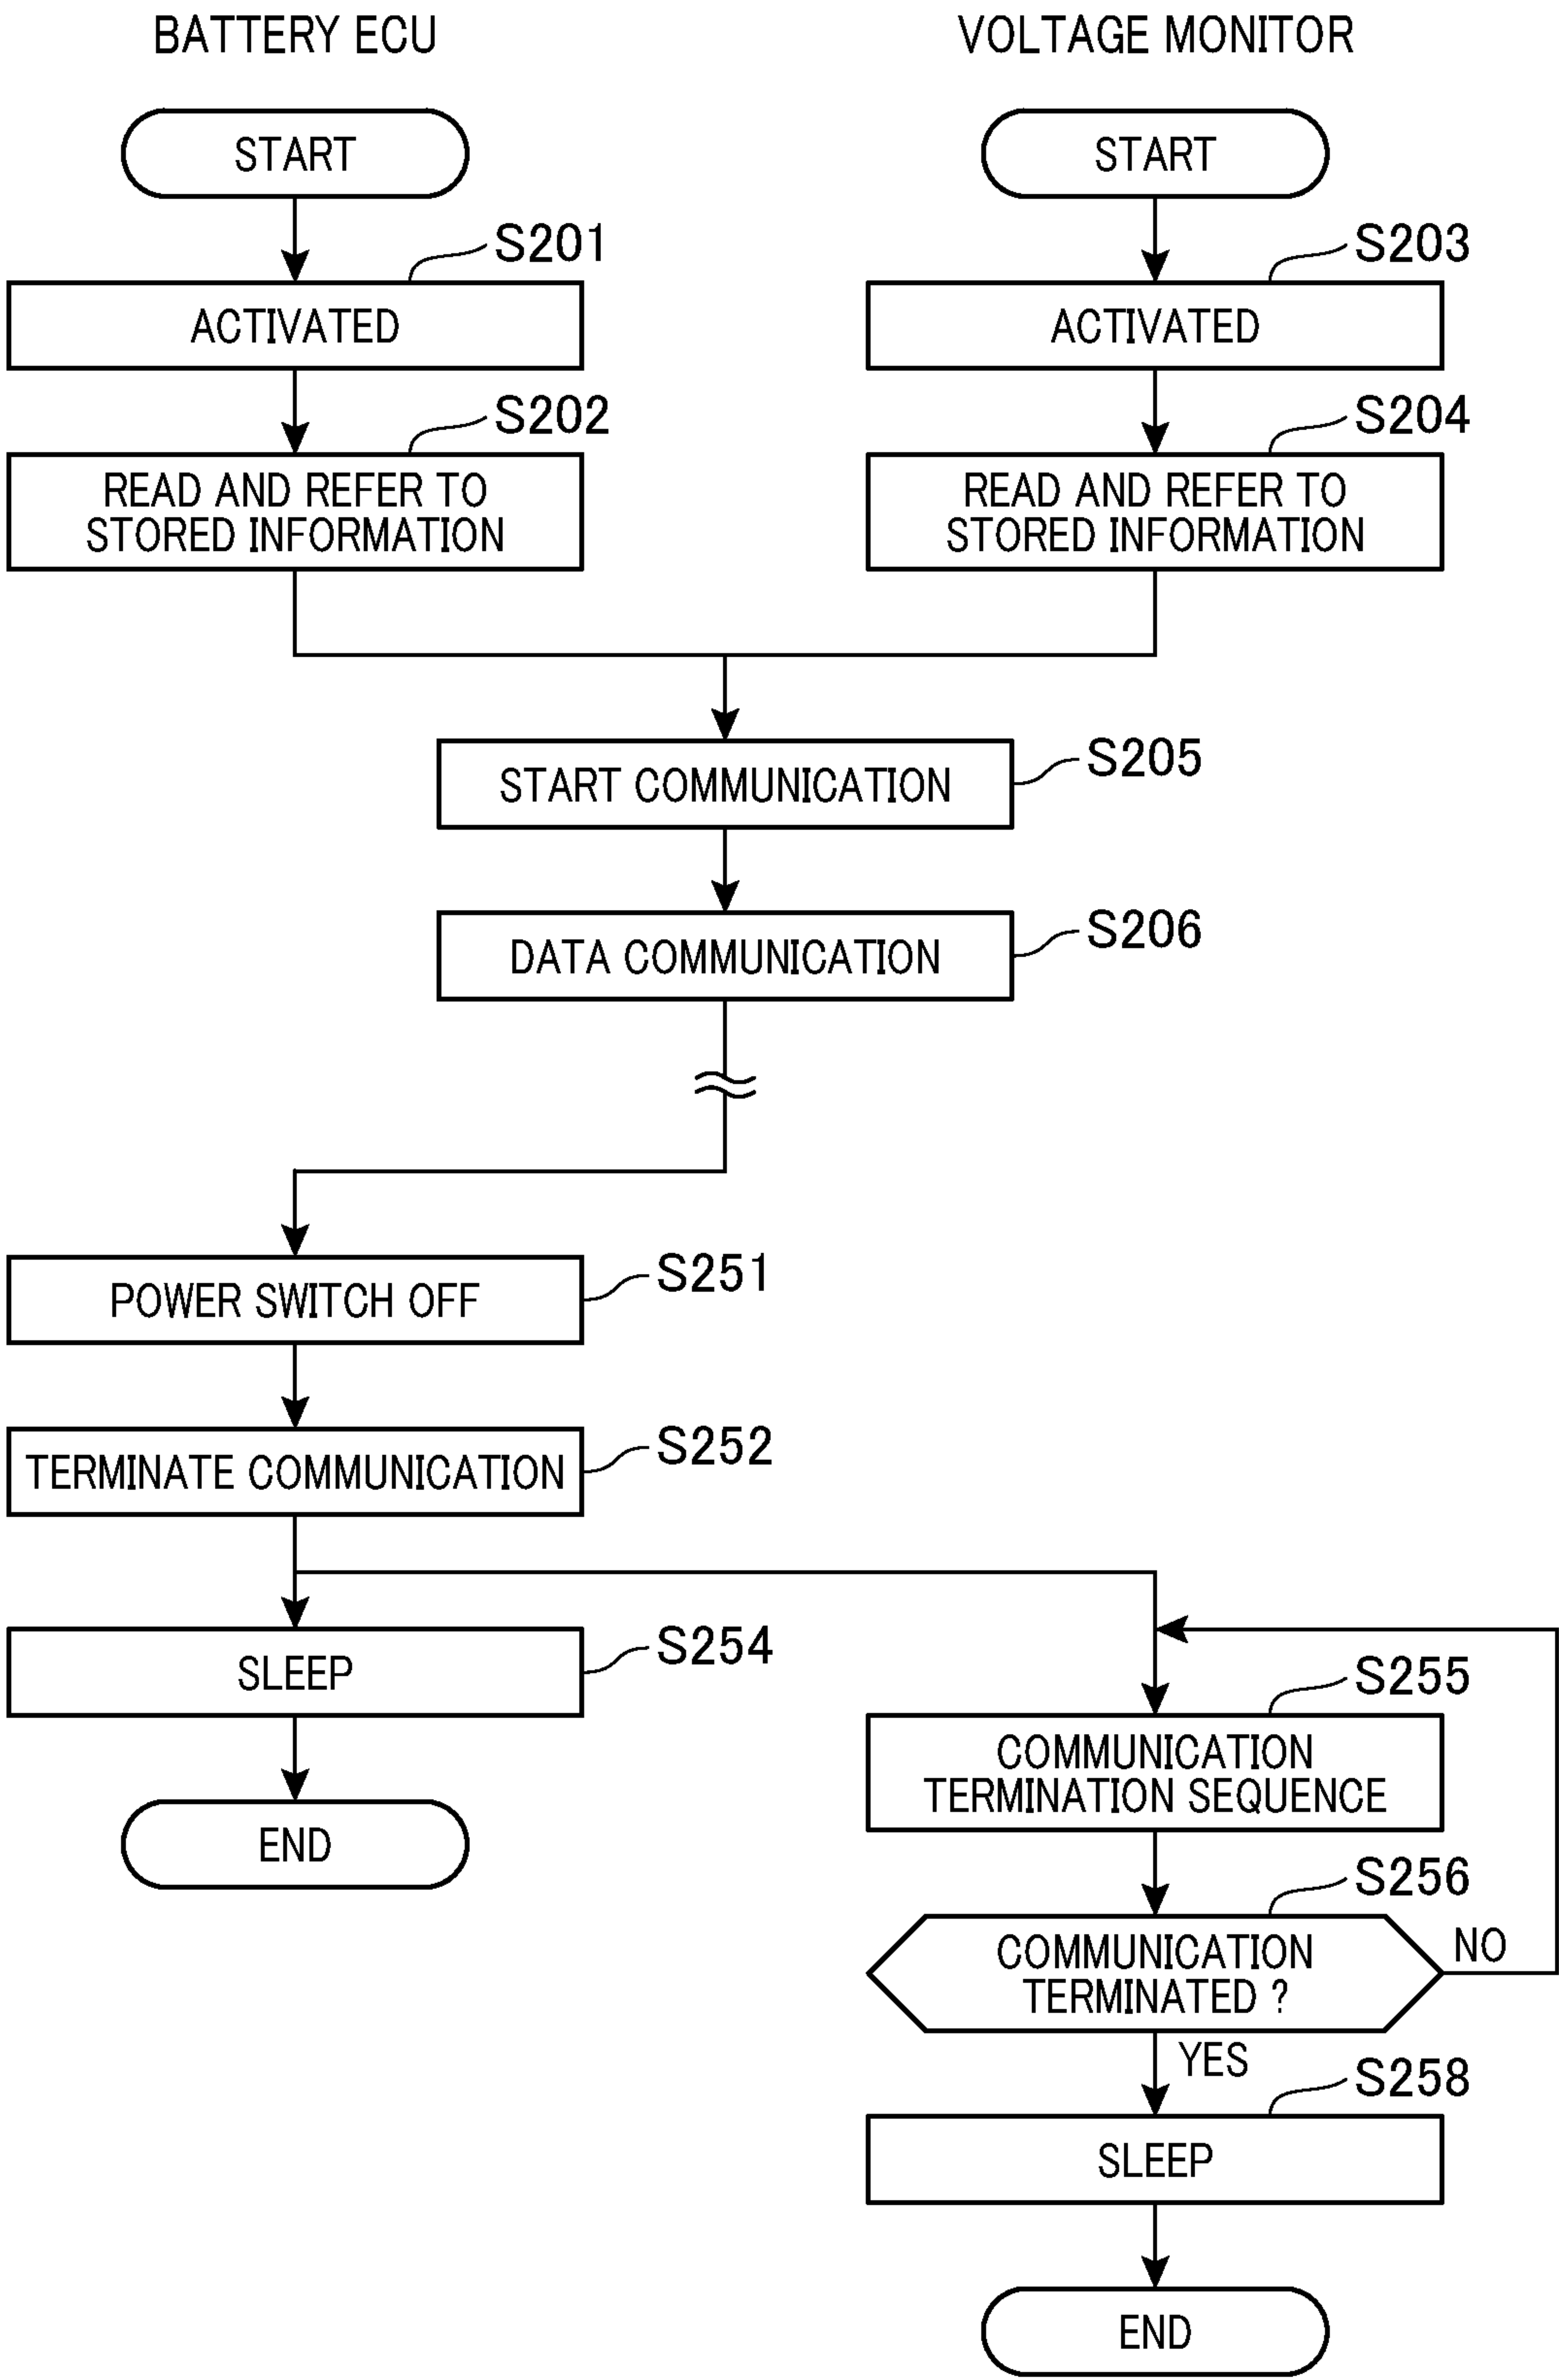 BATTERY ECU
VOLTAGE MONITOR
START
START
S201
S203
ACTIVATED
ACTIVATED
S202
S204
READ AND REFER TO
STORED INFORMATION
READ AND REFER TO
STORED INFORMATION
S205
START COMMUNICATION
S206
DATA COMMUNICATION
S251
POWER SWITCH OFF
S252
TERMINATE COMMUNICATION
S254
SLEEP
END
S255
COMMUNICATION
TERMINATION SEQUENCE
S256
COMMUNICATION
TERMINATED ?
NO
YES
S258
SLEEP
END